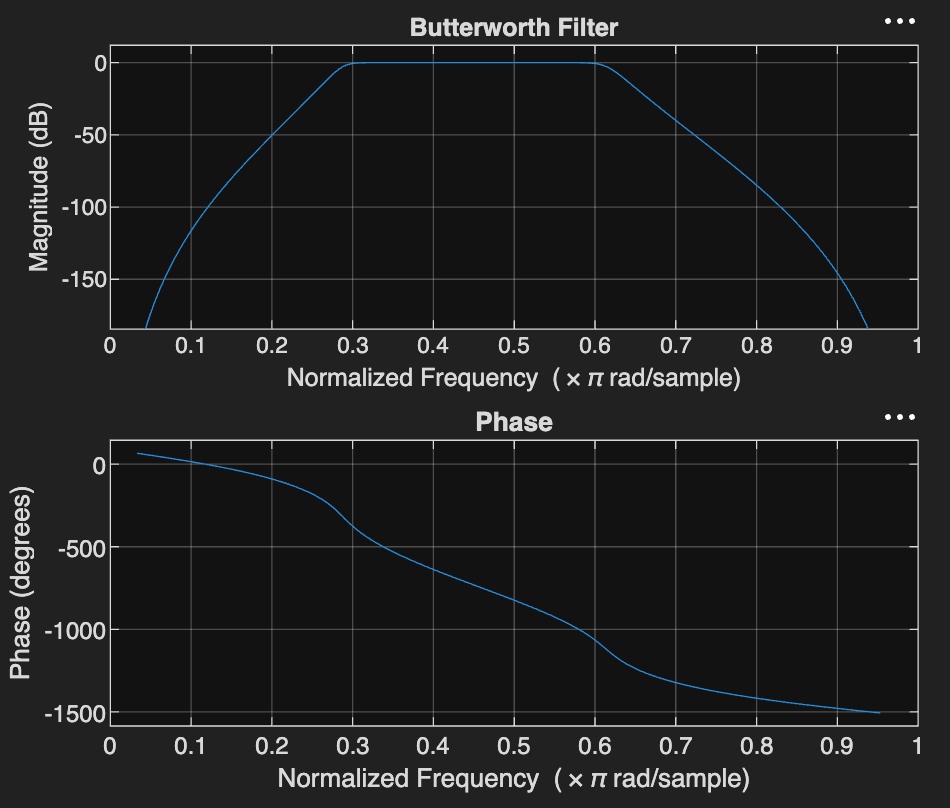 Butterworth Filter
0
-50
-100
-150
Magnitude (dB)
0 0.1 0.2 0.3 0.4 0.5 0.6 0.7 0.8 0.9 1
Normalized Frequency (× π rad/sample)
Phase
0
-500
-1000
-1500
Phase (degrees)
0 0.1 0.2 0.3 0.4 0.5 0.6 0.7 0.8 0.9 1
Normalized Frequency (× π rad/sample)